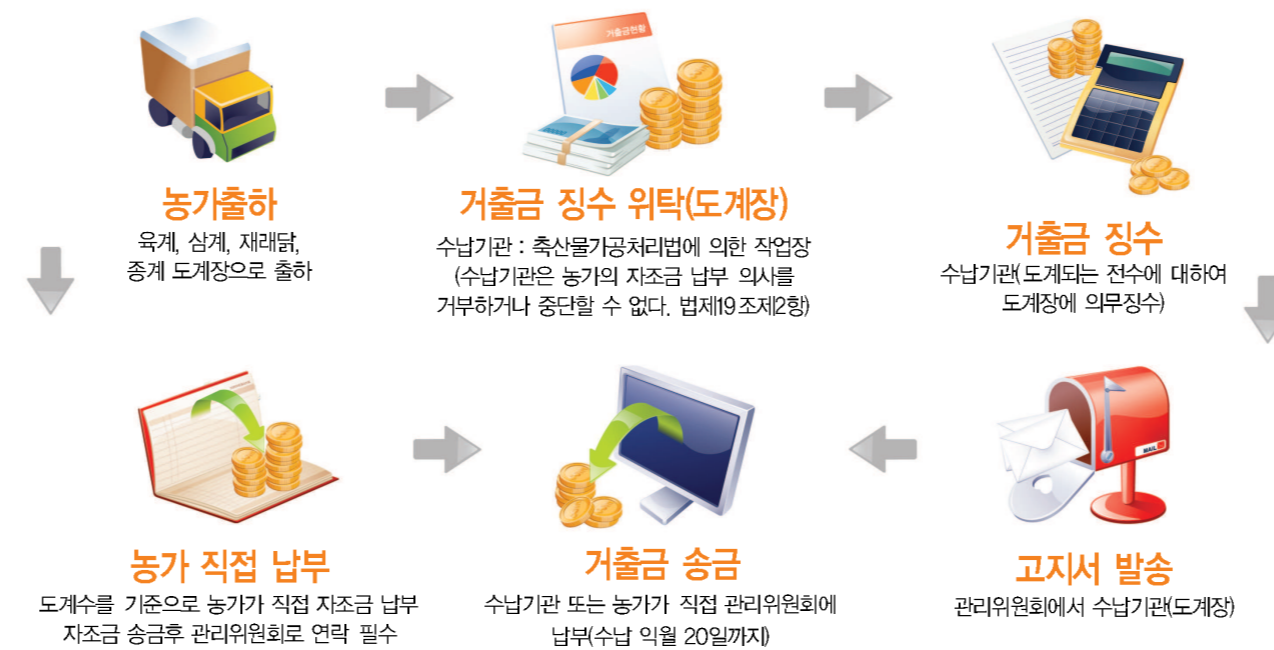 거출금현황
농가출하
육계, 삼계, 재래닭,
종계 도계장으로 출하
거출금 징수 위탁(도계장)
수납기관 : 축산물가공처리법에 의한 작업장
(수납기관은 농가의 자조금 납부 의사를
거부하거나 중단할 수 없다. 법제19조제2항)
거출금 징수
수납기관(도계되는 전수에 대하여
도계장에 의무징수)
농가 직접 납부
도계수를 기준으로 농가가 직접 자조금 납부
자조금 송금후 관리위원회로 연락 필수
거출금 송금
수납기관 또는 농가가 직접 관리위원회에
납부(수납 익월 20일까지)
MAIL
고지서 발송
관리위원회에서 수납기관(도계장)